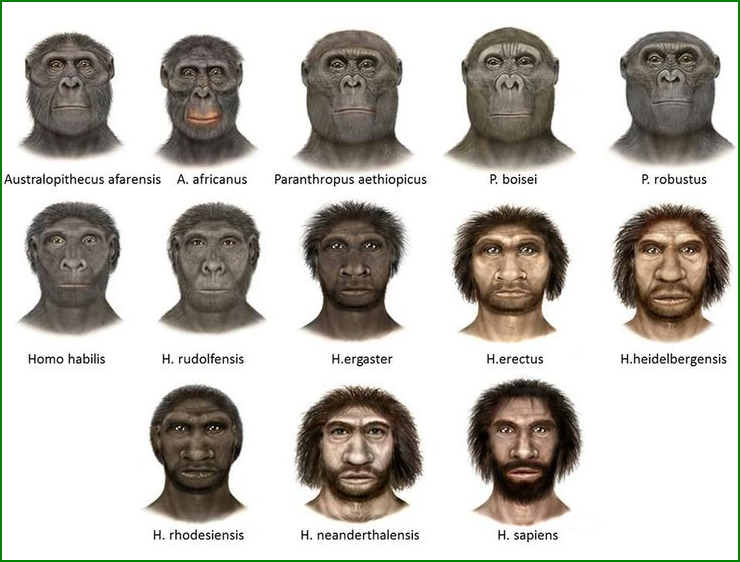 Australopithecus afarensis
A. africanus
Paranthropus aethiopicus
P. boisei
P. robustus
Homo habilis
H. rudolfensis
H.ergaster
H.erectus
H.heidelbergensis
H. rhodesiensis
H. neanderthalensis
H. sapiens